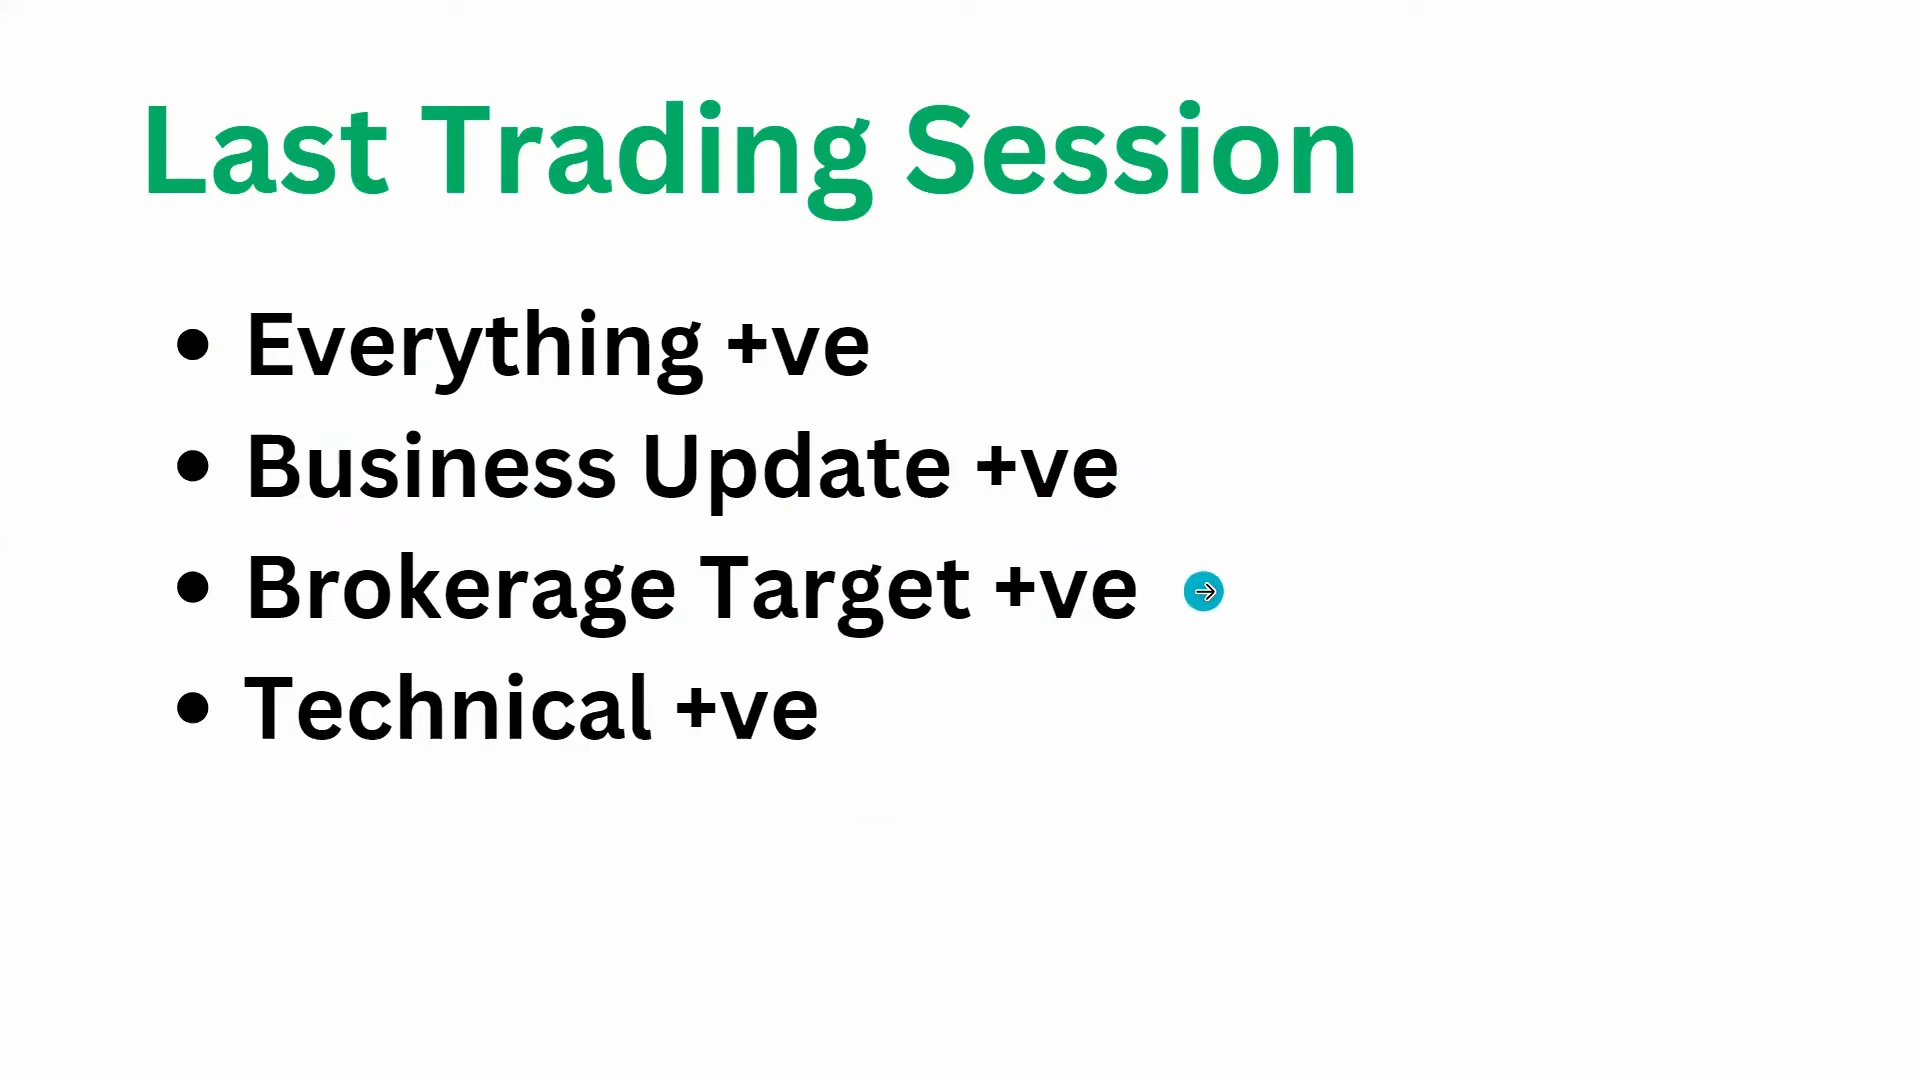 Last Trading Session
• Everything +ve
• Business Update +ve
• Brokerage Target +ve
• Technical +ve